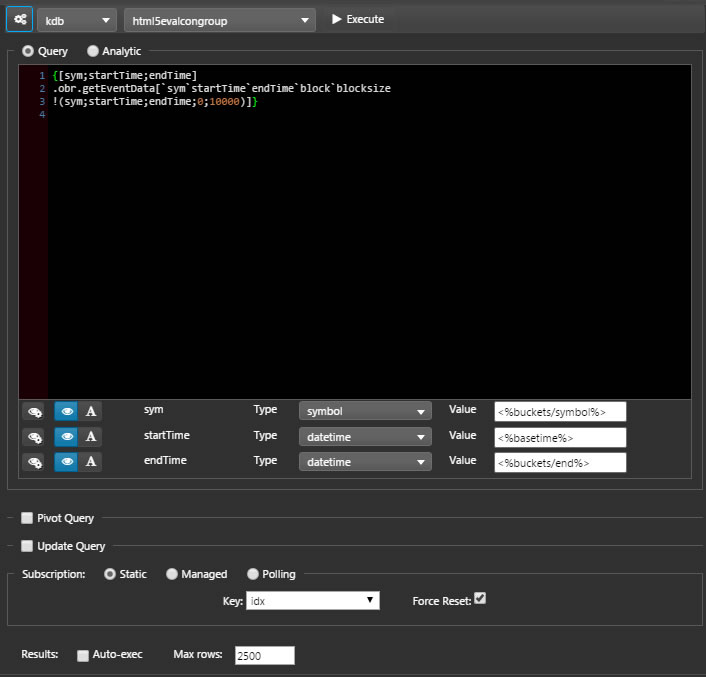 kdb html5evalcongroup Execute
Query Analytic
1 {[sym;startTime;endTime]
2 .obr.getEventData[`sym`startTime`endTime`block`blocksize
3 !(sym;startTime;endTime;0;10000)]}
4
A sym Type symbol Value <%buckets/symbol%>
A startTime Type datetime Value <%basetime%>
A endTime Type datetime Value <%buckets/end%>
Pivot Query
Update Query
Subscription: Static Managed Polling
Key: idx Force Reset:
Results: Auto-exec Max rows: 2500